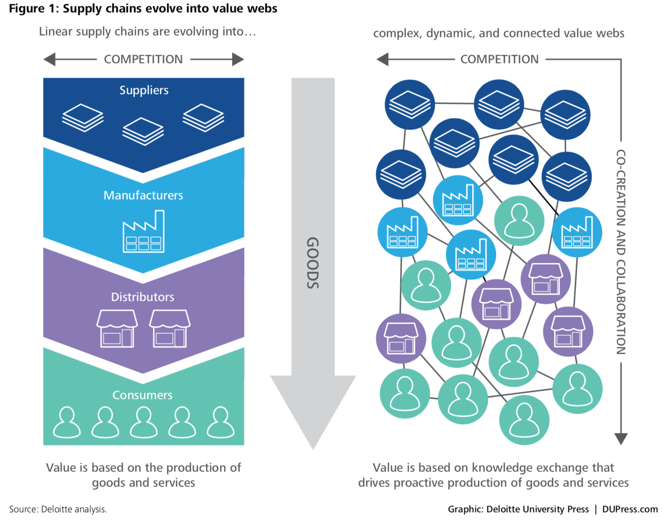 Figure 1: Supply chains evolve into value webs
Linear supply chains are evolving into…
COMPETITION
Suppliers
Manufacturers
Distributors
Consumers
Value is based on the production of
goods and services
GOODS
complex, dynamic, and connected value webs
COMPETITION
CO-CREATION AND COLLABORATION
Value is based on knowledge exchange that
drives proactive production of goods and services
Source: Deloitte analysis.
Graphic: Deloitte University Press | DUPress.com